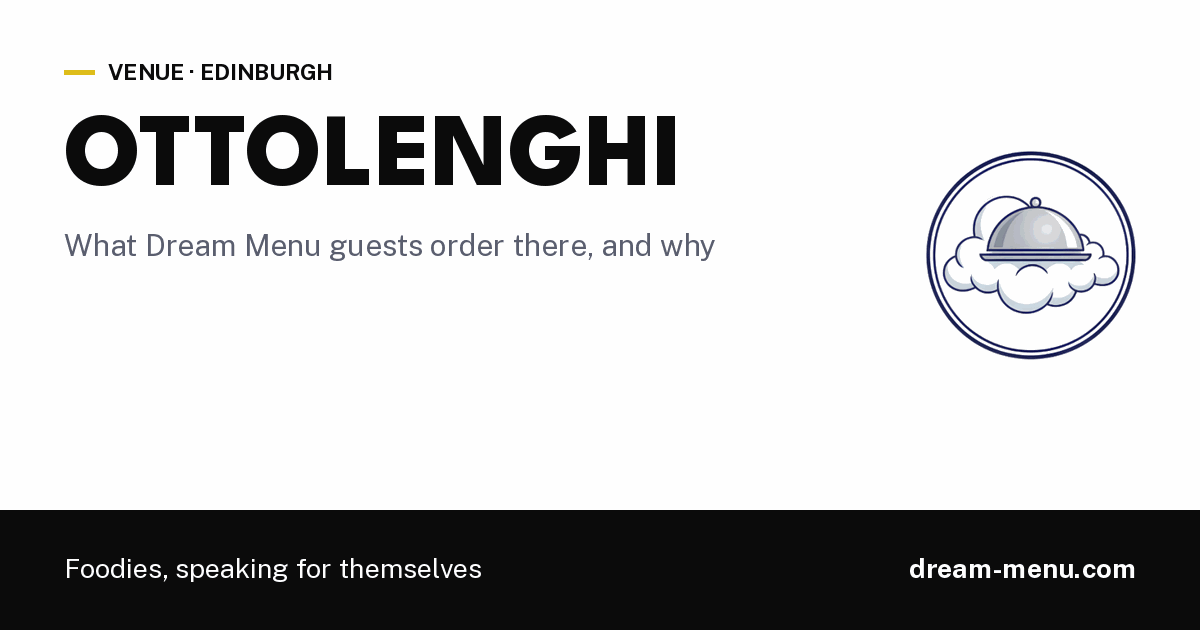 VENUE · EDINBURGH
OTTOLENGHI
What Dream Menu guests order there, and why
Foodies, speaking for themselves
dream-menu.com